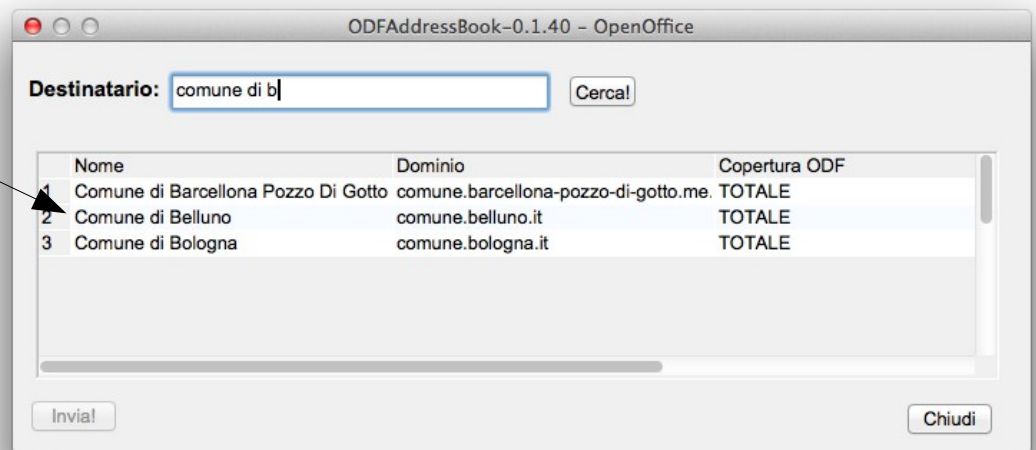 ODFAddressBook-0.1.40 - OpenOffice
Destinatario: comune di b Cerca!
Nome Dominio Copertura ODF
1 Comune di Barcellona Pozzo Di Gotto comune.barcellona-pozzo-di-gotto.me. TOTALE
2 Comune di Belluno comune.belluno.it TOTALE
3 Comune di Bologna comune.bologna.it TOTALE
Invia! Chiudi